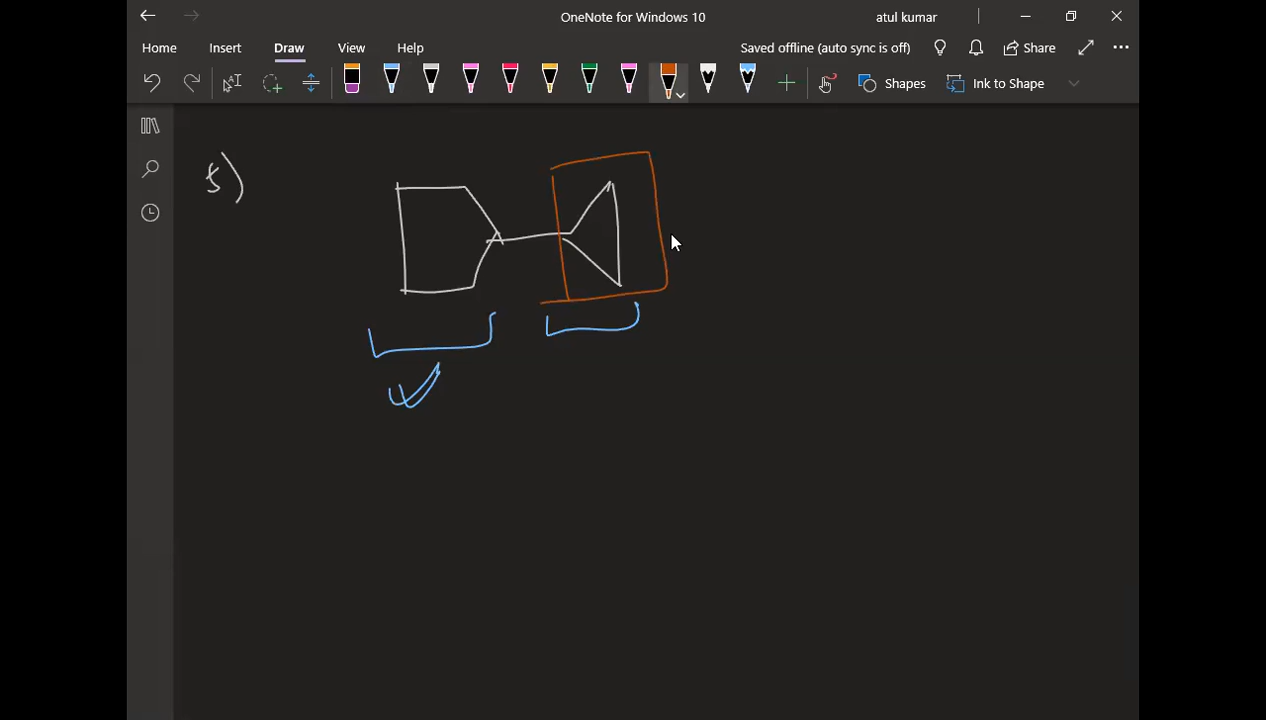 OneNote for Windows 10
atul kumar
Home Insert Draw View Help
Saved offline (auto sync is off)
Share
Shapes
Ink to Shape
5)